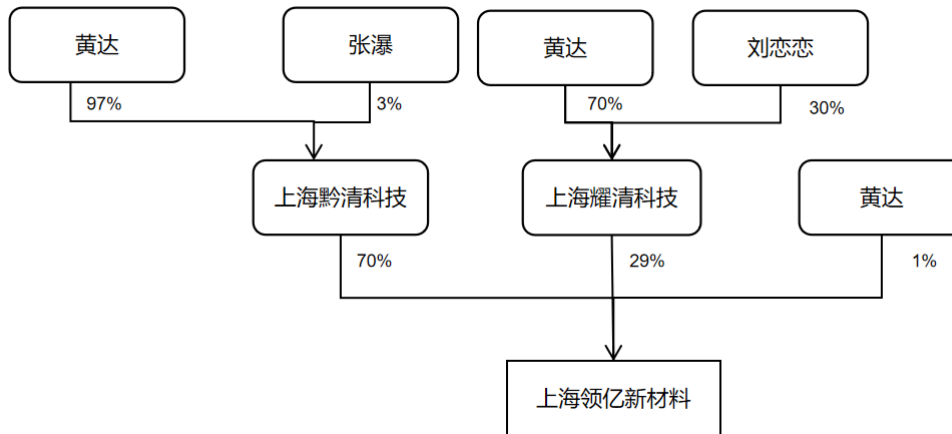 黄达
张瀑
黄达
刘恋恋
97%
3%
70%
30%
上海黔清科技
上海耀清科技
黄达
70%
29%
1%
上海领亿新材料